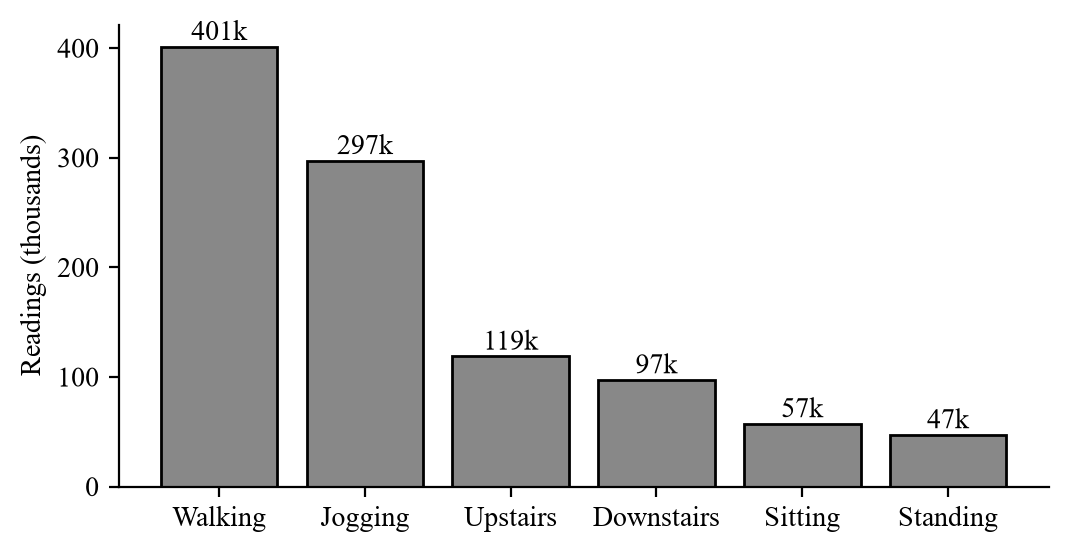 Readings (thousands)
400
300
200
100
0
401k
297k
119k
97k
57k
47k
Walking
Jogging
Upstairs
Downstairs
Sitting
Standing